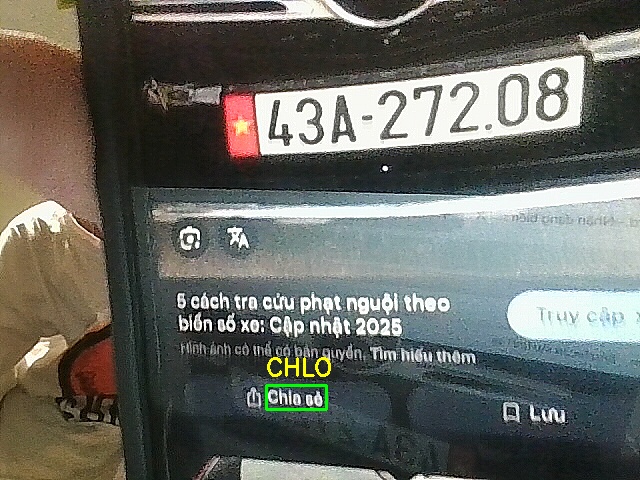 43A-272.08
5 cách tra cứu phạt nguội theo
biển số xe: Cập nhật 2025
Truy cập
Hình ảnh có thể có bản quyền. Tìm hiểu thêm
CHLO
Chia sẻ
Lưu